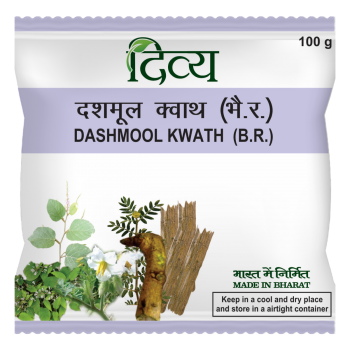 दिव्य
100 g
दशमूल क्वाथ (भै.र.)
DASHMOOL KWATH (B.R.)
भारत में निर्मित
MADE IN BHARAT
Keep in a cool and dry place
and store in a airtight container